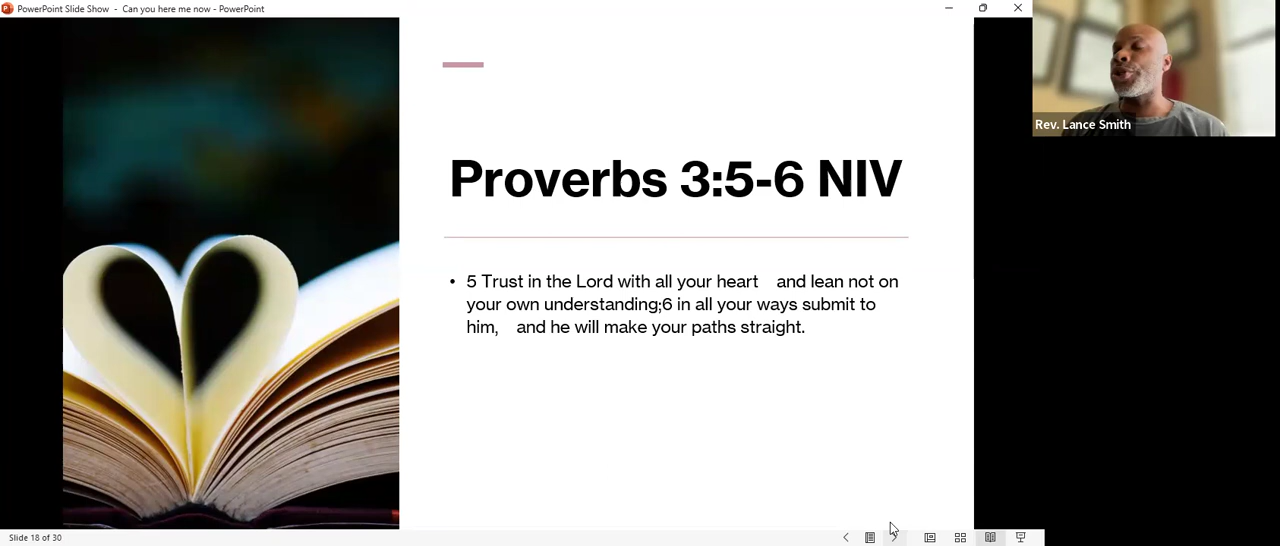 PowerPoint Slide Show - Can you here me now - PowerPoint
Rev. Lance Smith
Proverbs 3:5-6 NIV
• 5 Trust in the Lord with all your heart and lean not on
your own understanding;6 in all your ways submit to
him, and he will make your paths straight.
Slide 18 of 30